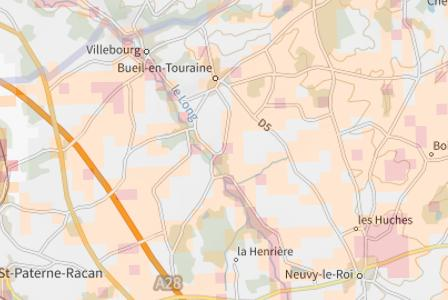 Che
Villebourg
Bueil-en-Touraine
le Long
D5
Bo
les Huches
la Henrière
St-Paterne-Racan
Neuvy-le-Roi
A28